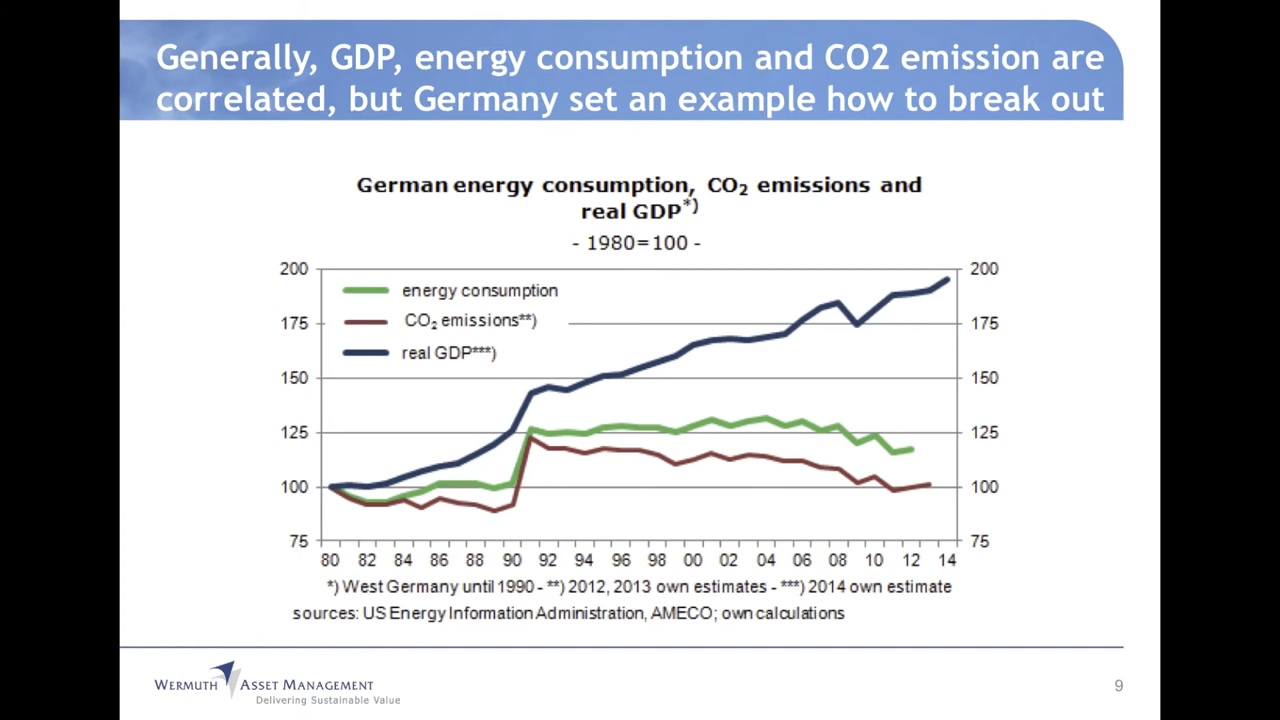 Generally, GDP, energy consumption and CO2 emission are
correlated, but Germany set an example how to break out
German energy consumption, CO₂ emissions and
real GDP*)
- 1980=100 -
200 200
energy consumption
CO₂ emissions**)
175 175
real GDP***)
150 150
125 125
100 100
75 75
80 82 84 86 88 90 92 94 96 98 00 02 04 06 08 10 12 14
*) West Germany until 1990 - **) 2012, 2013 own estimates - ***) 2014 own estimate
sources: US Energy Information Administration, AMECO; own calculations
WERMUTH ASSET MANAGEMENT
Delivering Sustainable Value
9